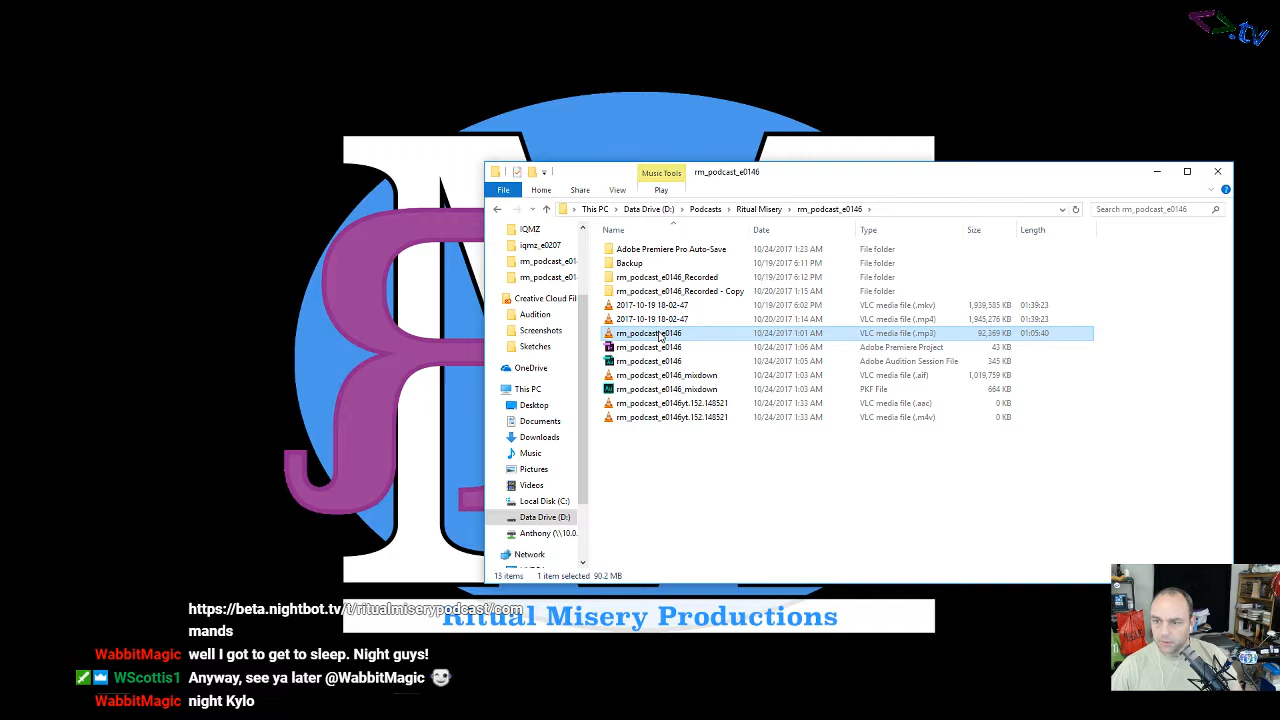 .tv
Music Tools rm_podcast_e0146
File Home Share View Play
This PC Data Drive (D:) Podcasts Ritual Misery rm_podcast_e0146 Search rm_podcast_e0146
Name Date Type Size Length
IQMZ
iqmz_e0207
rm_podcast_e01
rm_podcast_e01
Creative Cloud Fil
Audition
Screenshots
Sketches
OneDrive
This PC
Desktop
Documents
Downloads
Music
Pictures
Videos
Local Disk (C:)
Data Drive (D:)
Anthony (\\10.0.
Network
Adobe Premiere Pro Auto-Save 10/24/2017 1:23 AM File folder
Backup 10/19/2017 6:11 PM File folder
rm_podcast_e0146_Recorded 10/19/2017 6:12 PM File folder
rm_podcast_e0146_Recorded - Copy 10/20/2017 1:15 AM File folder
2017-10-19 18-02-47 10/19/2017 6:02 PM VLC media file (.mkv) 1,939,585 KB 01:39:23
2017-10-19 18-02-47 10/20/2017 1:14 AM VLC media file (.mp4) 1,945,276 KB 01:39:23
rm_podcast_e0146 10/24/2017 1:01 AM VLC media file (.mp3) 92,369 KB 01:05:40
rm_podcast_e0146 10/24/2017 1:06 AM Adobe Premiere Project 43 KB
rm_podcast_e0146 10/24/2017 1:05 AM Adobe Audition Session File 345 KB
rm_podcast_e0146_mixdown 10/24/2017 1:03 AM VLC media file (.aif) 1,019,759 KB
rm_podcast_e0146_mixdown 10/24/2017 1:03 AM PKF File 664 KB
rm_podcast_e0146yt.152.148521 10/24/2017 1:33 AM VLC media file (.aac) 0 KB
rm_podcast_e0146yt.152.148521 10/24/2017 1:33 AM VLC media file (.m4v) 0 KB
13 items 1 item selected 90.2 MB
Ritual Misery Productions
https://beta.nightbot.tv/t/ritualmiserypodcast/com
mands
WabbitMagic well I got to get to sleep. Night guys!
WScottis1 Anyway, see ya later @WabbitMagic
WabbitMagic night Kylo